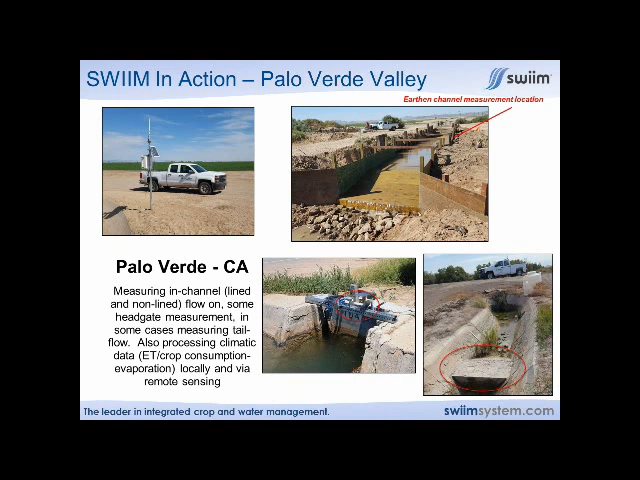 SWIIM In Action – Palo Verde Valley
swiim
Earthen channel measurement location
Palo Verde - CA
Measuring in-channel (lined
and non-lined) flow on, some
headgate measurement, in
some cases measuring tail-
flow. Also processing climatic
data (ET/crop consumption-
evaporation) locally and via
remote sensing
The leader in integrated crop and water management.
swiimsystem.com